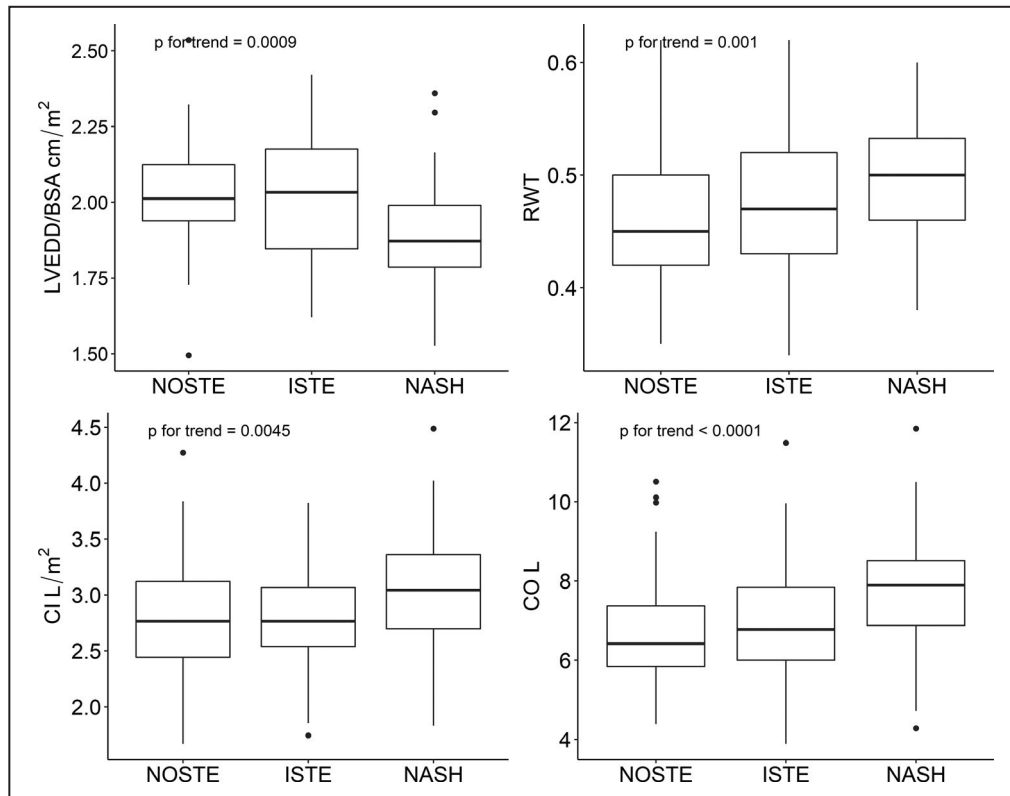 p for trend = 0.0009
LVEDD/BSA cm/m²
2.50
2.25
2.00
1.75
1.50
NOSTE ISTE NASH
p for trend = 0.001
RWT
0.6
0.5
0.4
NOSTE ISTE NASH
p for trend = 0.0045
CI L/m²
4.5
4.0
3.5
3.0
2.5
2.0
NOSTE ISTE NASH
p for trend < 0.0001
CO L
12
10
8
6
4
NOSTE ISTE NASH